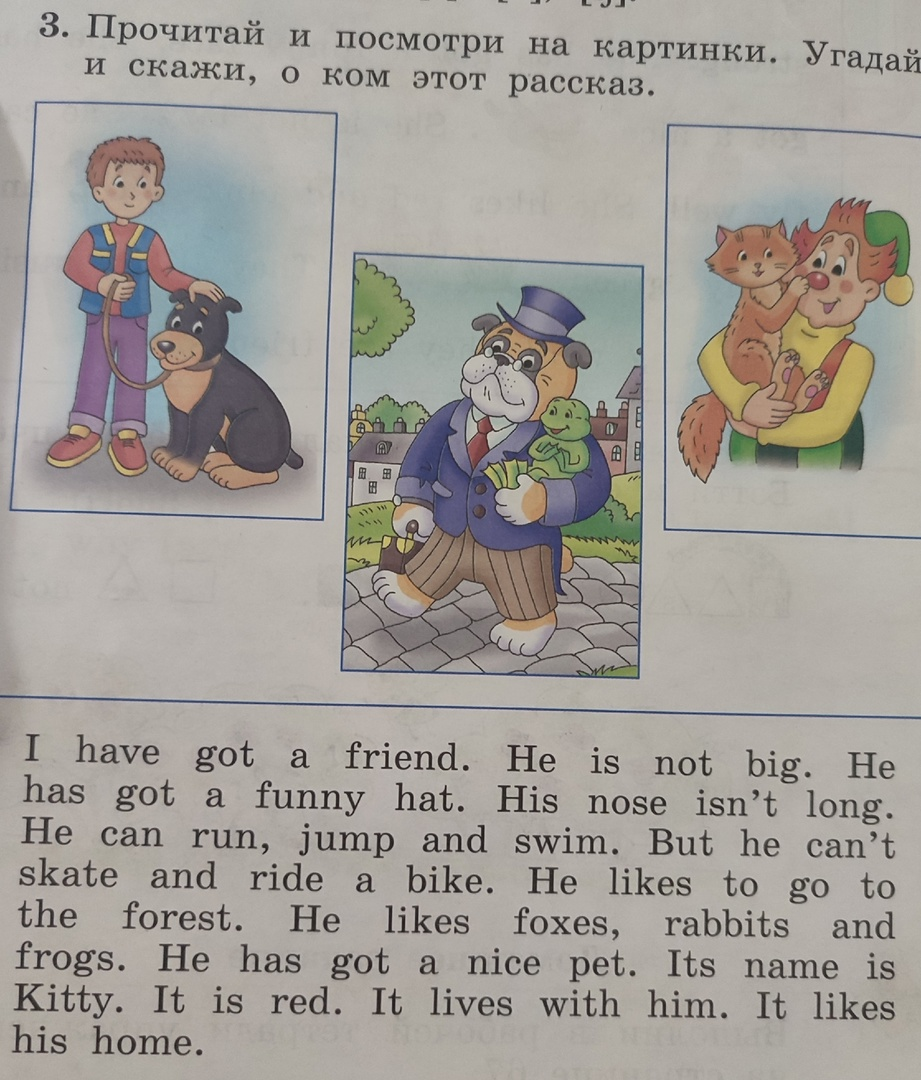 3. Прочитай и посмотри на картинки. Угадай
и скажи, о ком этот рассказ.
I have got a friend. He is not big. He
has got a funny hat. His nose isn't long.
He can run, jump and swim. But he can't
skate and ride a bike. He likes to go to
the forest. He likes foxes, rabbits and
frogs. He has got a nice pet. Its name is
Kitty. It is red. It lives with him. It likes
his home.